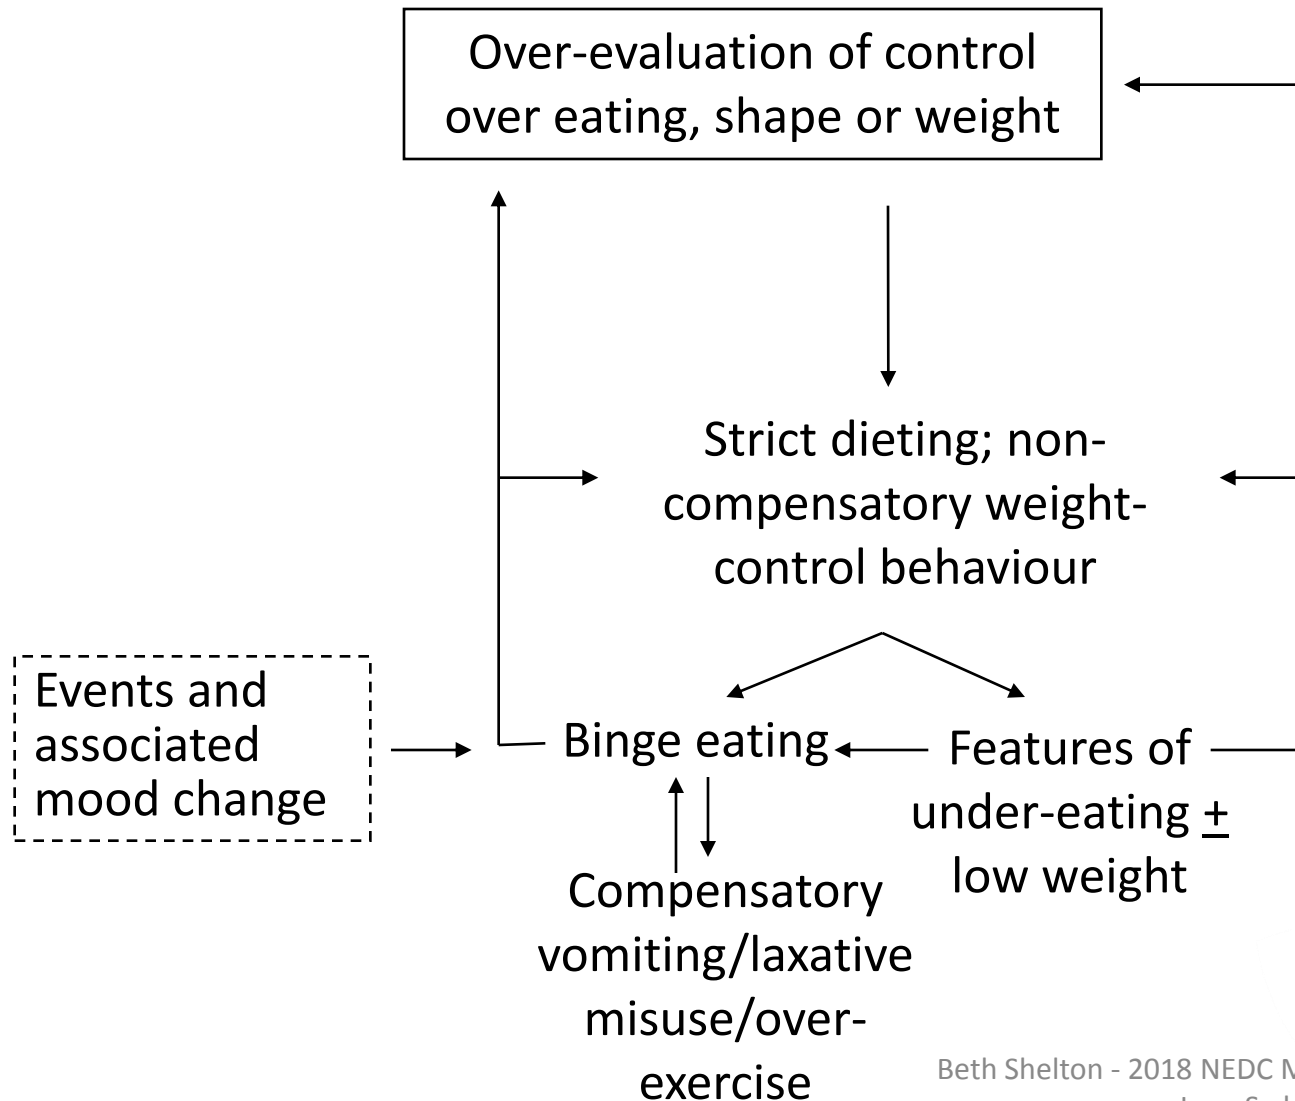 Over-evaluation of control
over eating, shape or weight
Strict dieting; non-
compensatory weight-
control behaviour
Events and
associated
mood change
Binge eating
Features of
under-eating ±
low weight
Compensatory
vomiting/laxative
misuse/over-
exercise
Beth Shelton - 2018 NEDC